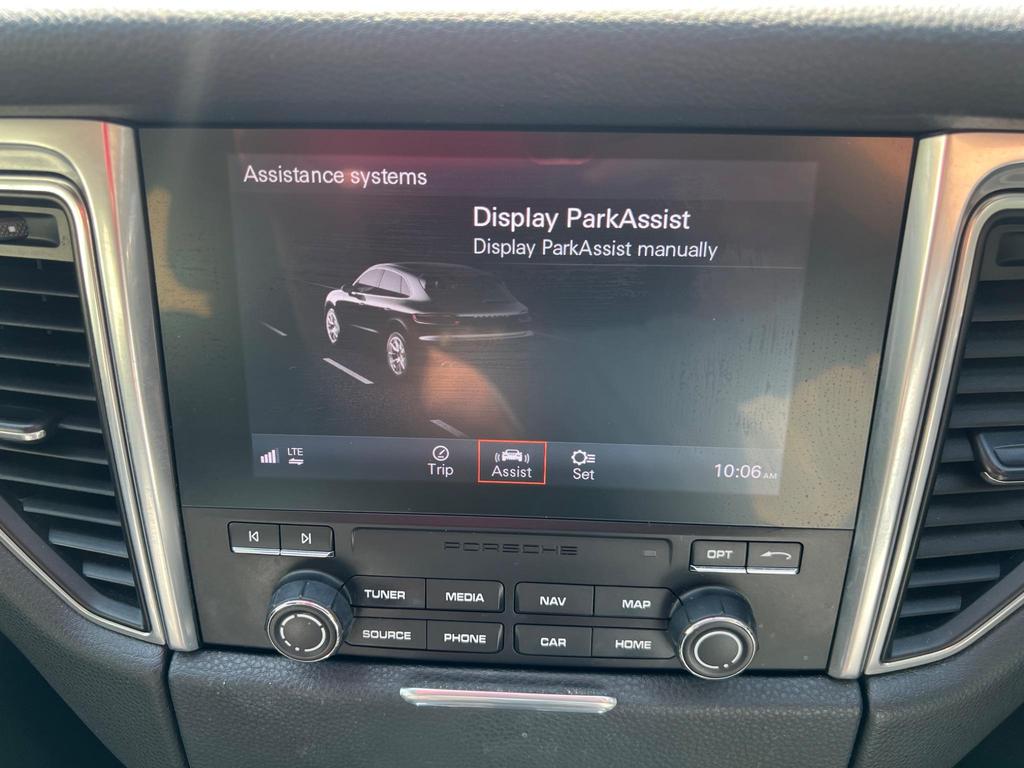 Assistance systems
Display ParkAssist
Display ParkAssist manually
LTE
Trip
Assist
Set
10:06 AM
PORSCHE
OPT
TUNER
MEDIA
NAV
MAP
SOURCE
PHONE
CAR
HOME